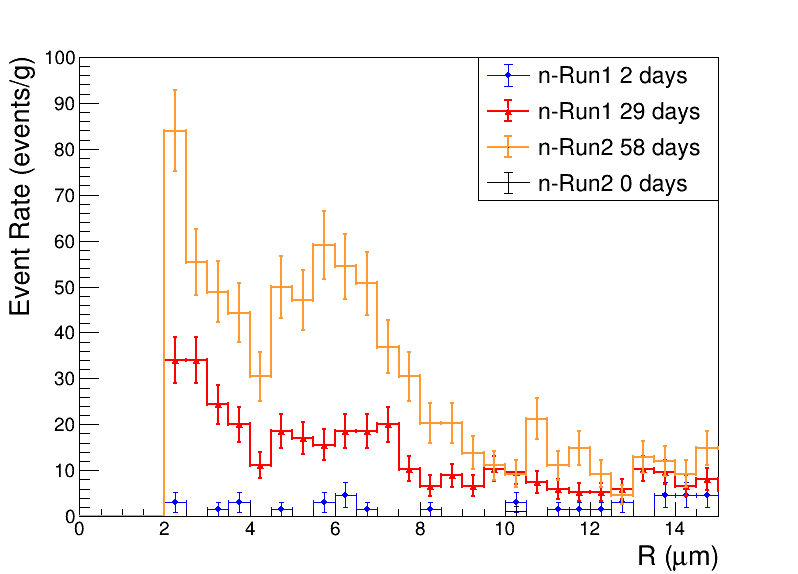 Event Rate (events/g)
100
90
80
70
60
50
40
30
20
10
0
n-Run1 2 days
n-Run1 29 days
n-Run2 58 days
n-Run2 0 days
0 2 4 6 8 10 12 14
R (μm)